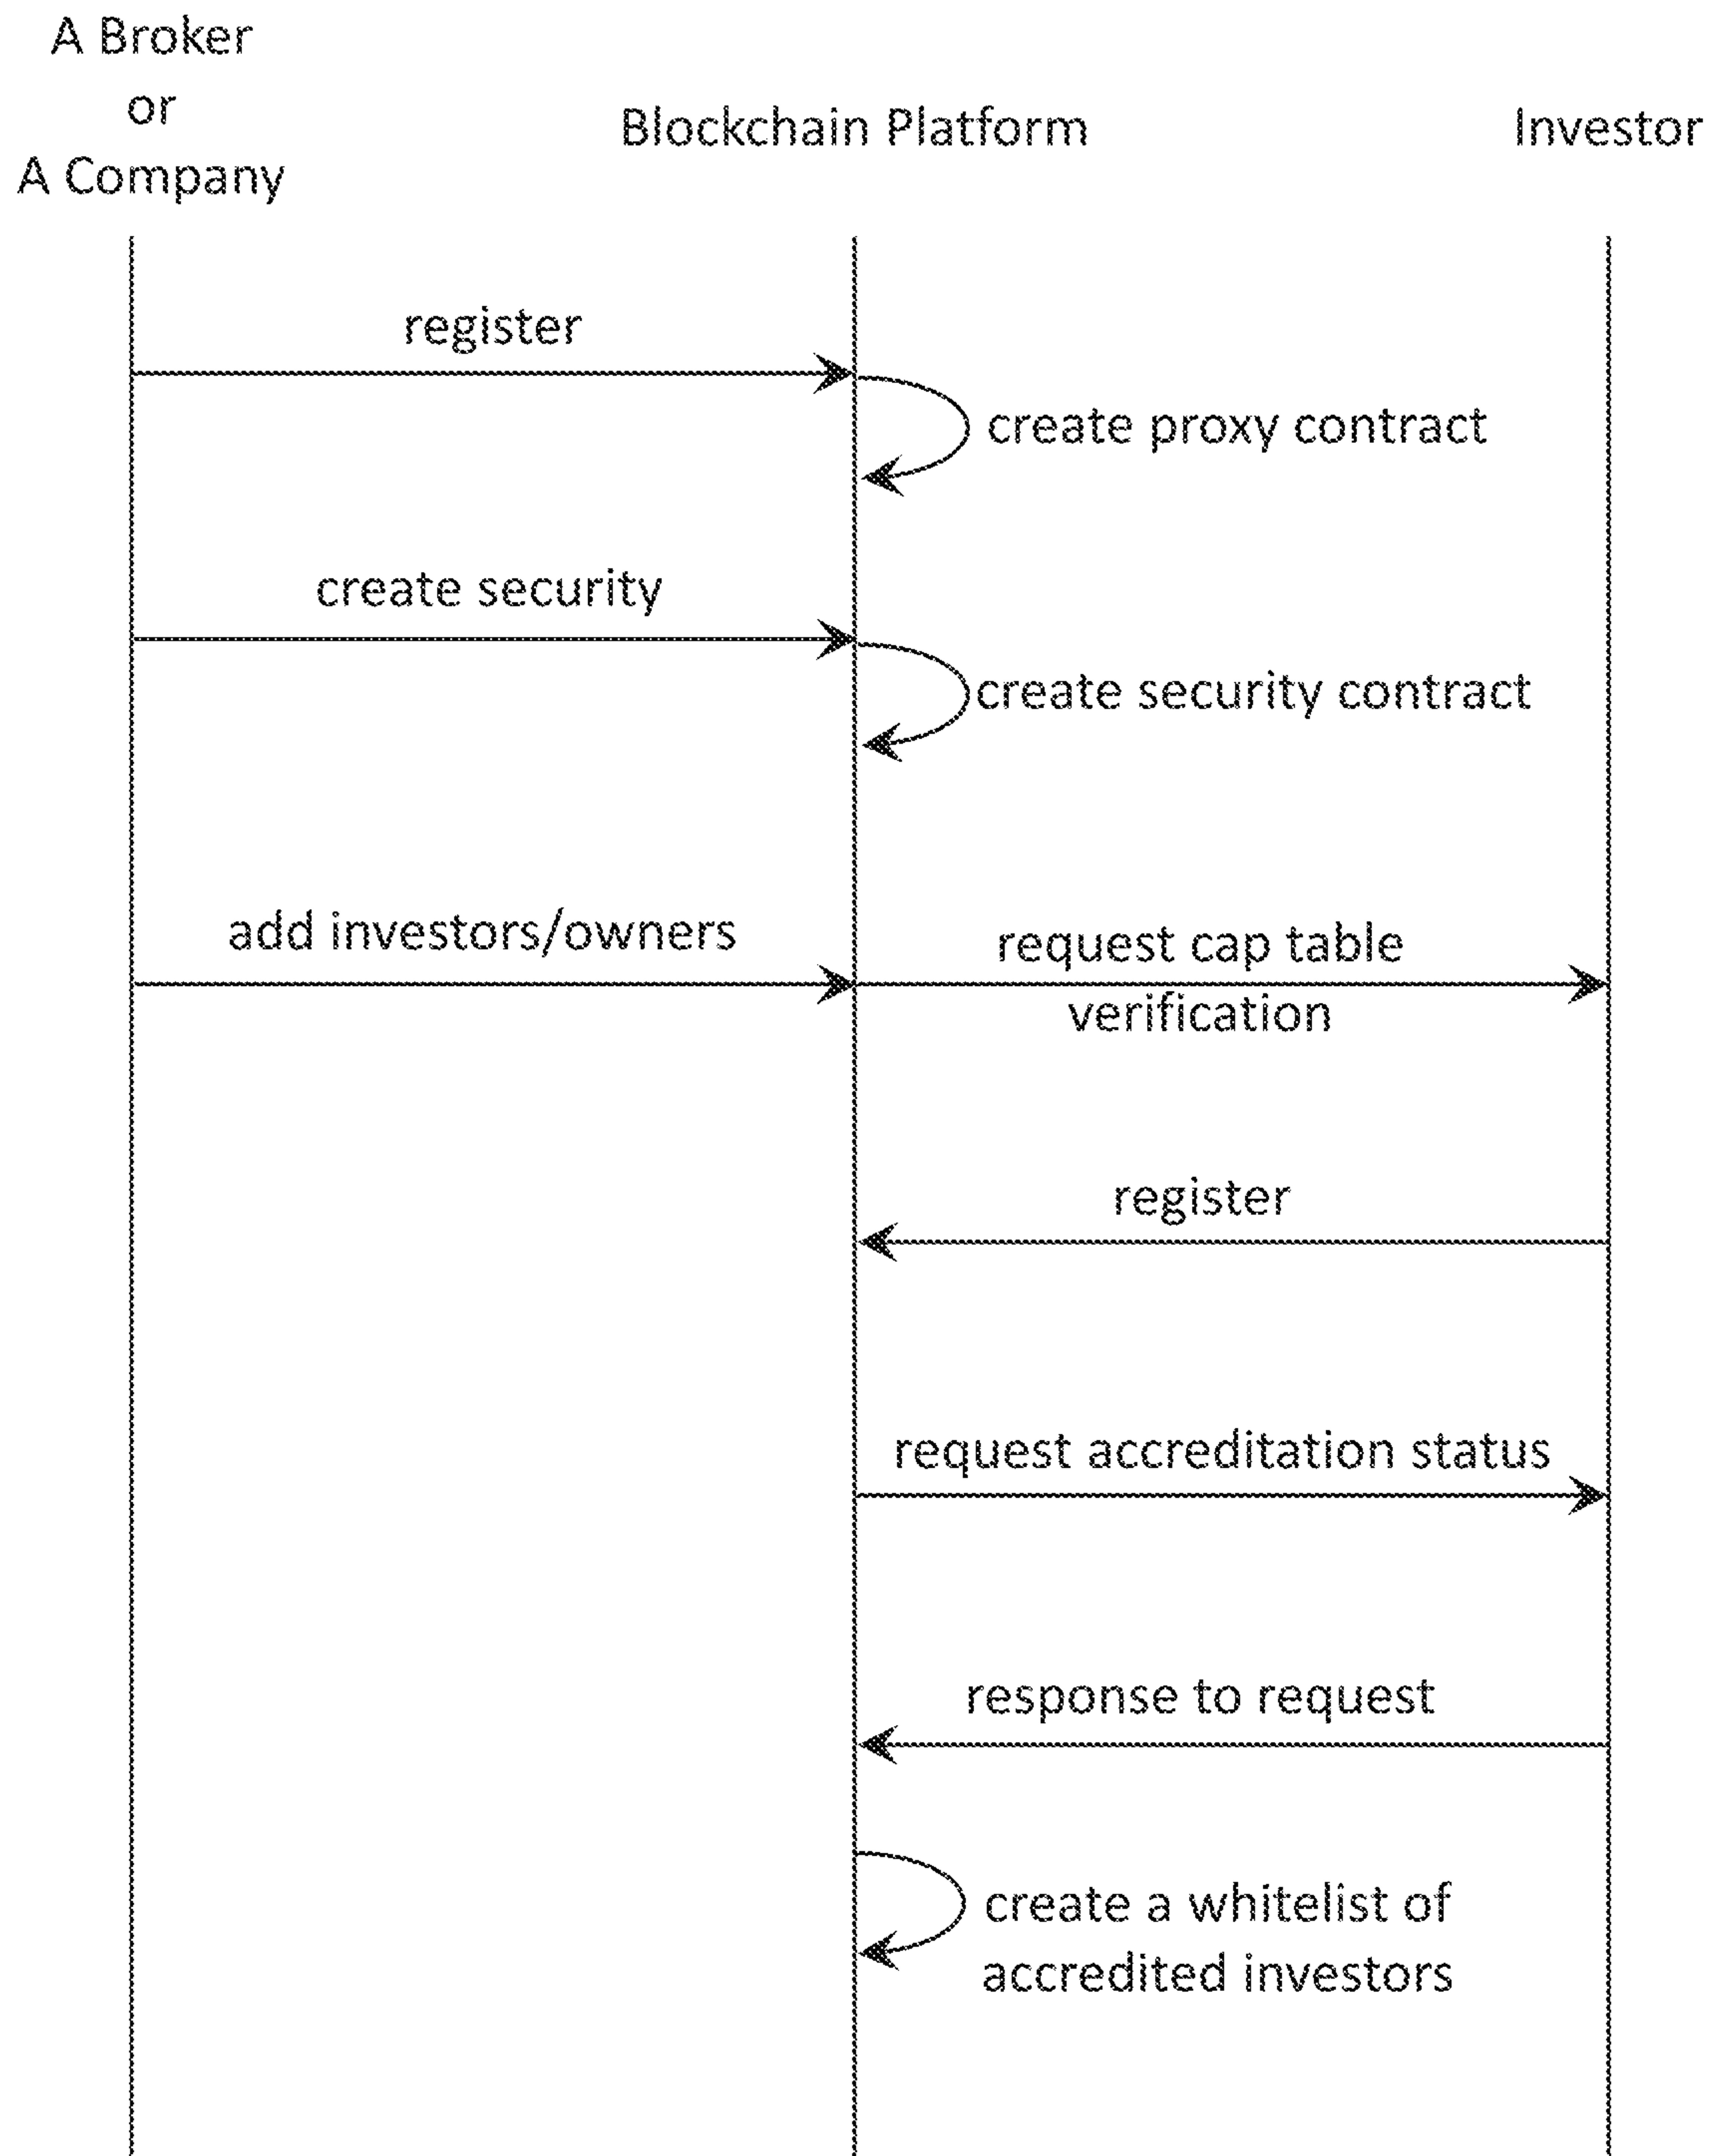 A Broker
or
A Company
Blockchain Platform
Investor
register
create proxy contract
create security
create security contract
add investors/owners
request cap table
verification
register
request accreditation status
response to request
create a whitelist of
accredited investors